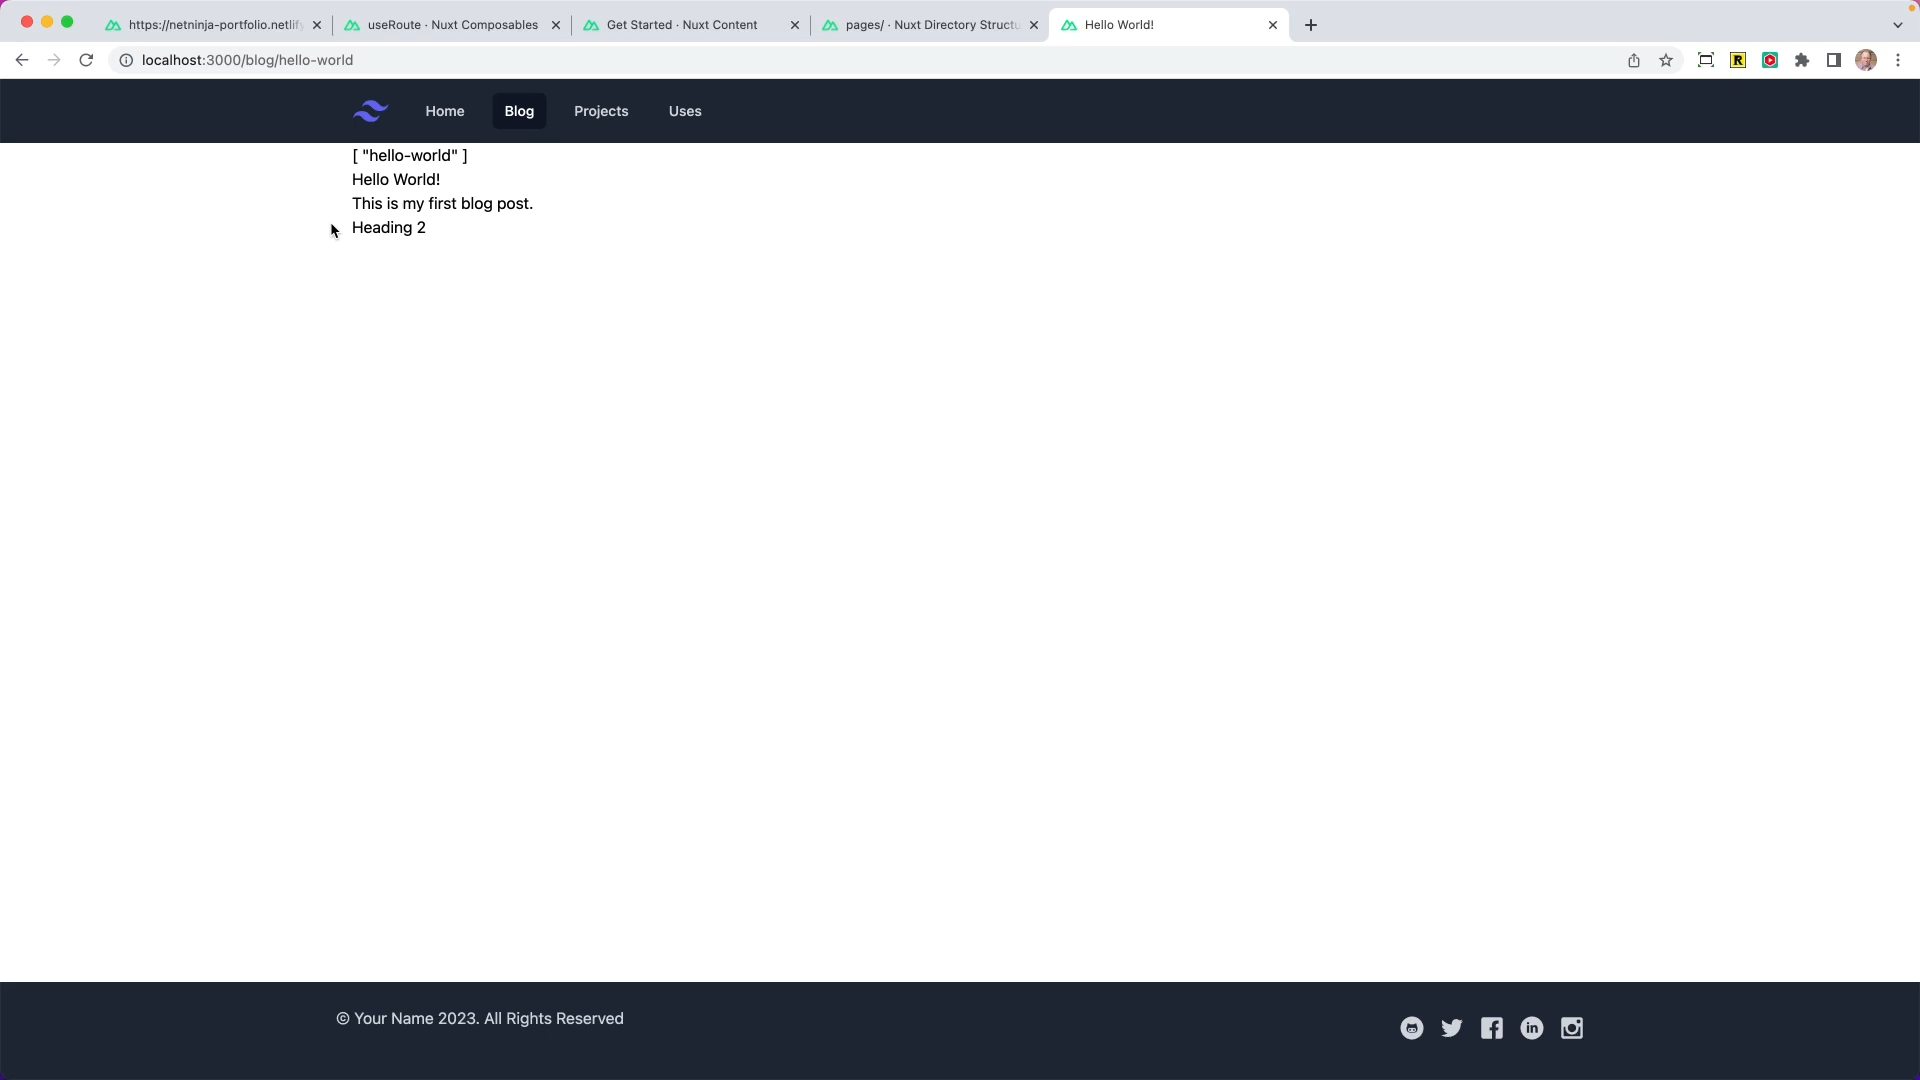 https://netninja-portfolio.netlify
useRoute · Nuxt Composables
Get Started · Nuxt Content
pages/ · Nuxt Directory Structu
Hello World!
localhost:3000/blog/hello-world
R
Home
Blog
Projects
Uses
[ "hello-world" ]
Hello World!
This is my first blog post.
Heading 2
© Your Name 2023. All Rights Reserved
in